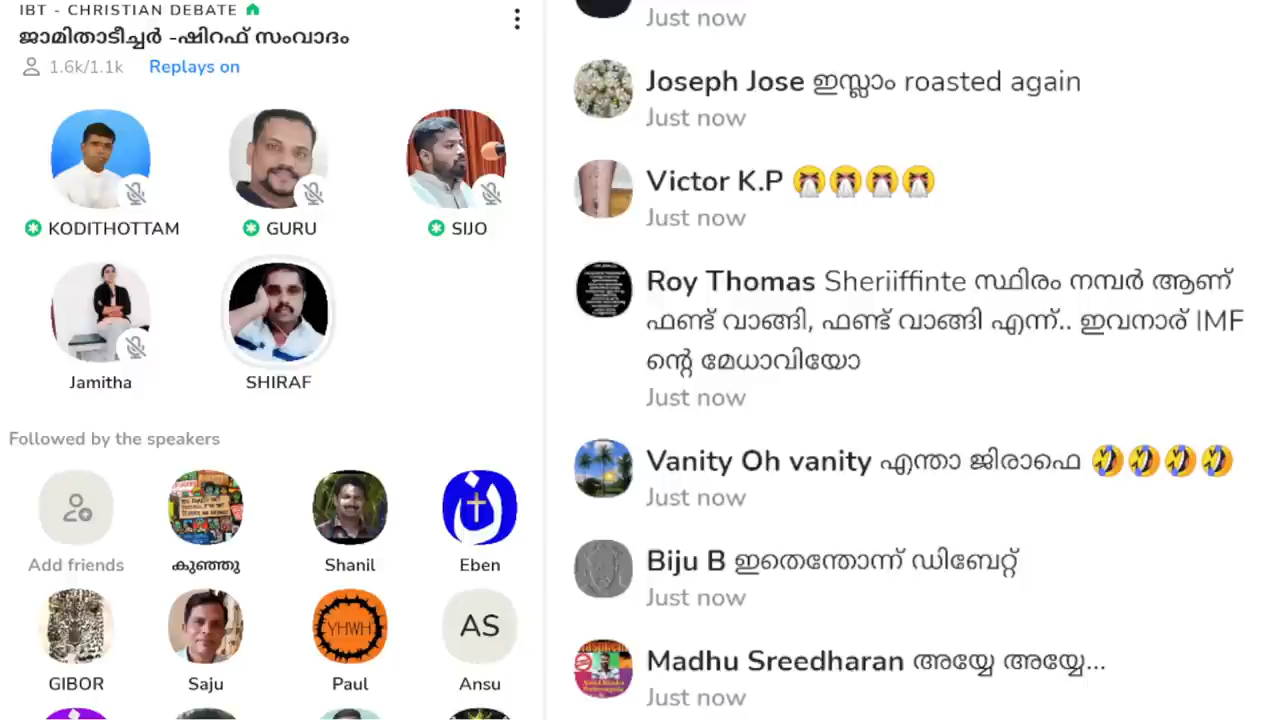 IBT - CHRISTIAN DEBATE
ജാമിതാടീച്ചർ -ഷിറഫ് സംവാദം
1.6k/1.1k Replays on
KODITHOTTAM GURU SIJO
Jamitha SHIRAF
Followed by the speakers
Add friends കുഞ്ഞു Shanil Eben
YHWH AS
GIBOR Saju Paul Ansu
Just now
Joseph Jose ഇസ്ലാം roasted again
Just now
Victor K.P 🤧🤧🤧🤧
Just now
Roy Thomas Sheriiffinte സ്ഥിരം നമ്പർ ആണ്
ഫണ്ട് വാങ്ങി, ഫണ്ട് വാങ്ങി എന്ന്.. ഇവനാര് IMF
ന്റെ മേധാവിയോ
Just now
Vanity Oh vanity എന്താ ജിരാഫെ 🤣🤣🤣🤣
Just now
Biju B ഇതെന്തോന്ന് ഡിബേറ്റ്
Just now
Madhu Sreedharan അയ്യേ അയ്യേ...
Just now